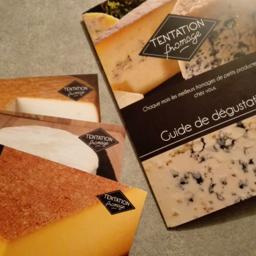 TENTATION
fromage
Chaque mois les meilleurs fromages de petits produc
chez vous.
Guide de dégustati
TENTATION
fromage
TENTATION
fromage
TENTATION
fromage